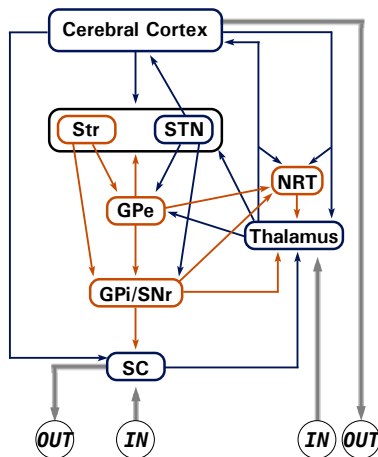 Cerebral Cortex
Str
STN
NRT
GPe
Thalamus
GPi/SNr
SC
OUT
IN
IN
OUT